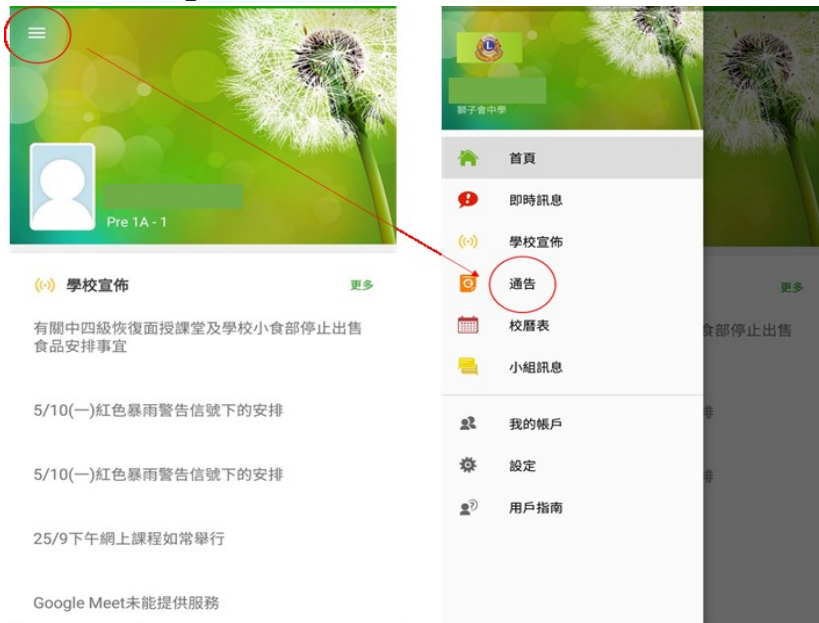 Pre 1A - 1
學校宣佈
更多
有關中四級恢復面授課堂及學校小食部停止出售
食品安排事宜
5/10(一)紅色暴雨警告信號下的安排
5/10(一)紅色暴雨警告信號下的安排
25/9下午網上課程如常舉行
Google Meet未能提供服務
L
獅子會中學
首頁
即時訊息
學校宣佈
通告
校曆表
小組訊息
我的帳戶
設定
用戶指南
更多
食部停止出售
排
排